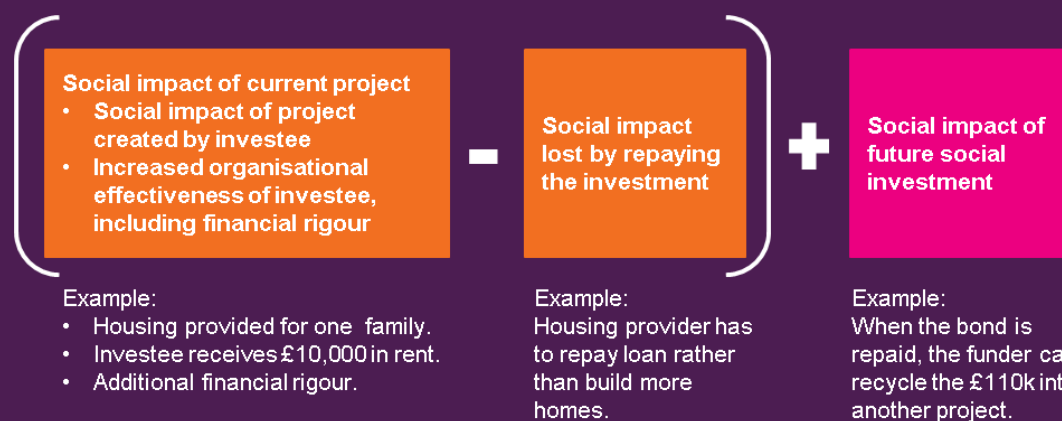 Social impact of current project
• Social impact of project
created by investee
• Increased organisational
effectiveness of investee,
including financial rigour
-
Social impact
lost by repaying
the investment
+
Social impact of
future social
investment
Example:
• Housing provided for one family.
• Investee receives £10,000 in rent.
• Additional financial rigour.
Example:
Housing provider has
to repay loan rather
than build more
homes.
Example:
When the bond is
repaid, the funder
recycle the £110k
another project.